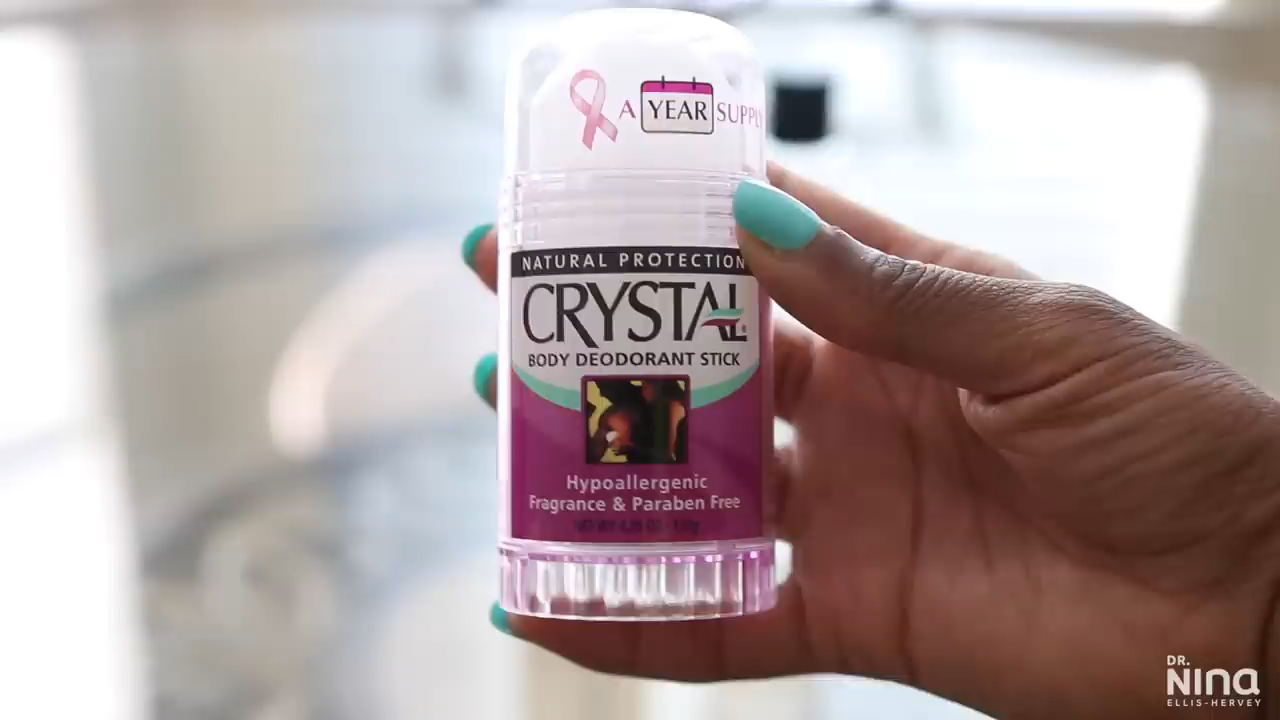 A YEAR SUPPLY
NATURAL PROTECTION
CRYSTAL®
BODY DEODORANT STICK
Hypoallergenic
Fragrance & Paraben Free
DR.
Nina
ELLIS-HERVEY